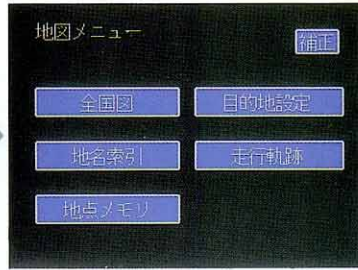 地図メニュー
補正
全国図
目的地設定
地名索引
走行軌跡
地点メモリ